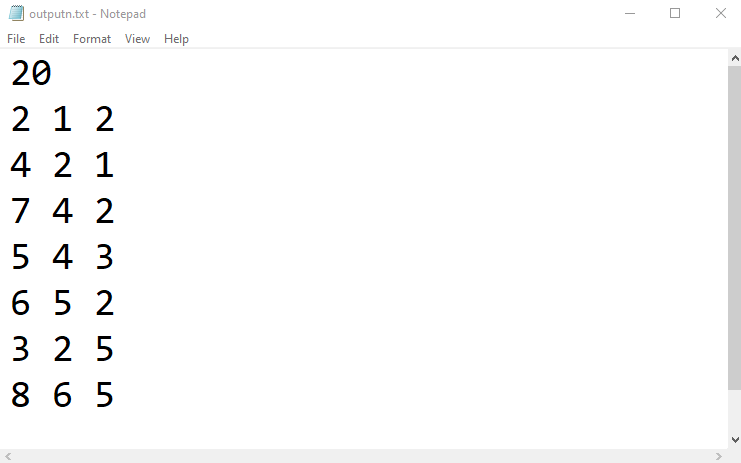 outputn.txt - Notepad
File Edit Format View Help
20
2 1 2
4 2 1
7 4 2
5 4 3
6 5 2
3 2 5
8 6 5